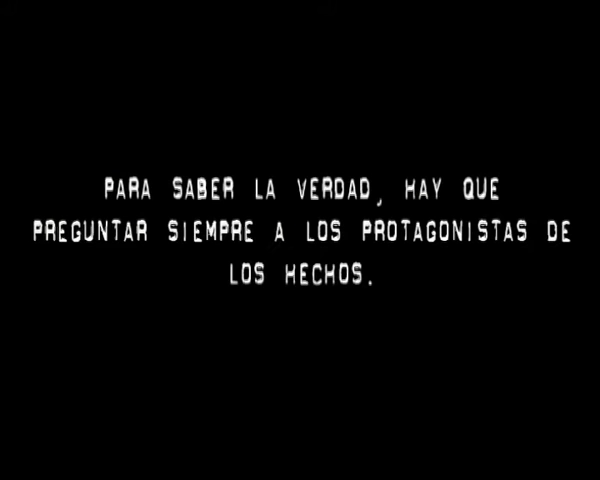 PARA SABER LA VERDAD, HAY QUE
PREGUNTAR SIEMPRE A LOS PROTAGONISTAS DE
LOS HECHOS.